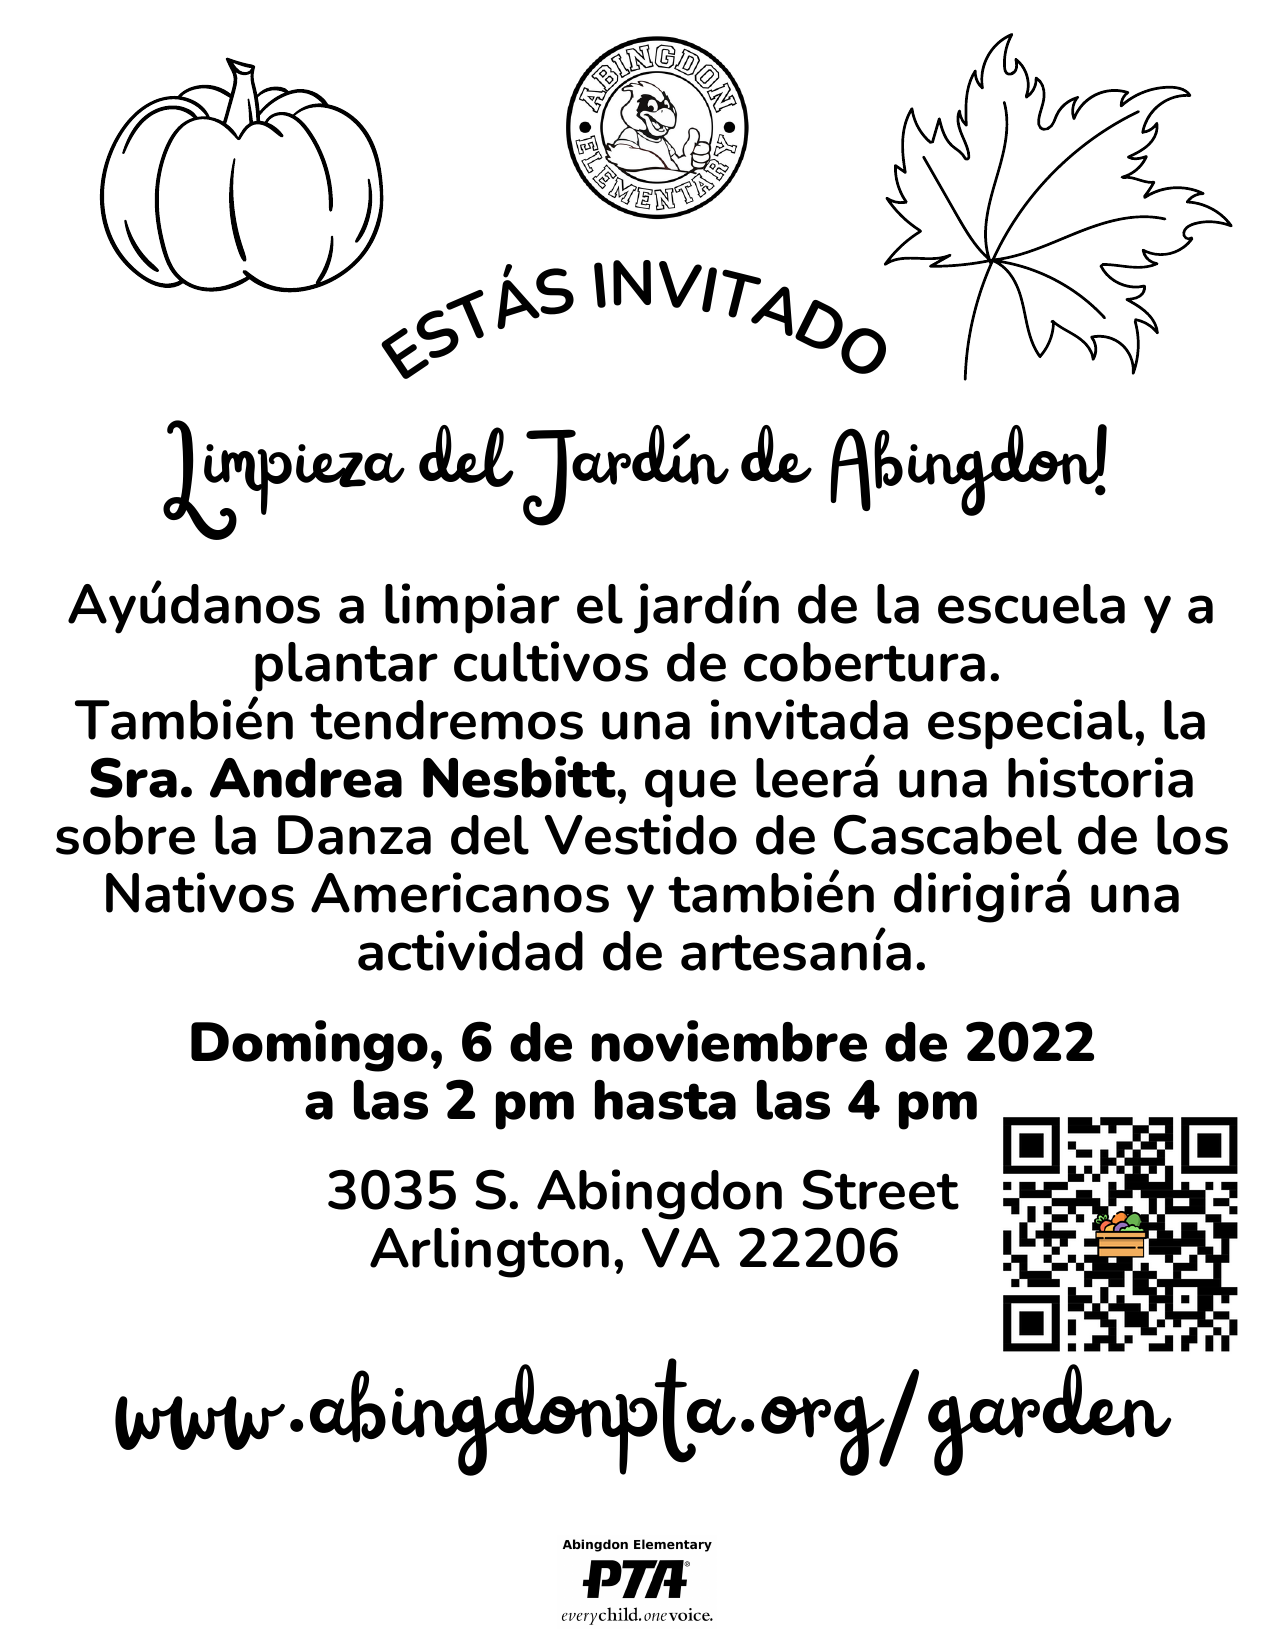 ABINGDON
ELEMENTARY
ESTÁS INVITADO
Limpieza del Jardín de Abingdon!
Ayúdanos a limpiar el jardín de la escuela y a
plantar cultivos de cobertura.
También tendremos una invitada especial, la
Sra. Andrea Nesbitt, que leerá una historia
sobre la Danza del Vestido de Cascabel de los
Nativos Americanos y también dirigirá una
actividad de artesanía.
Domingo, 6 de noviembre de 2022
a las 2 pm hasta las 4 pm
3035 S. Abingdon Street
Arlington, VA 22206
www.abingdonpta.org/garden
Abingdon Elementary
PTA®
everychild.onevoice.